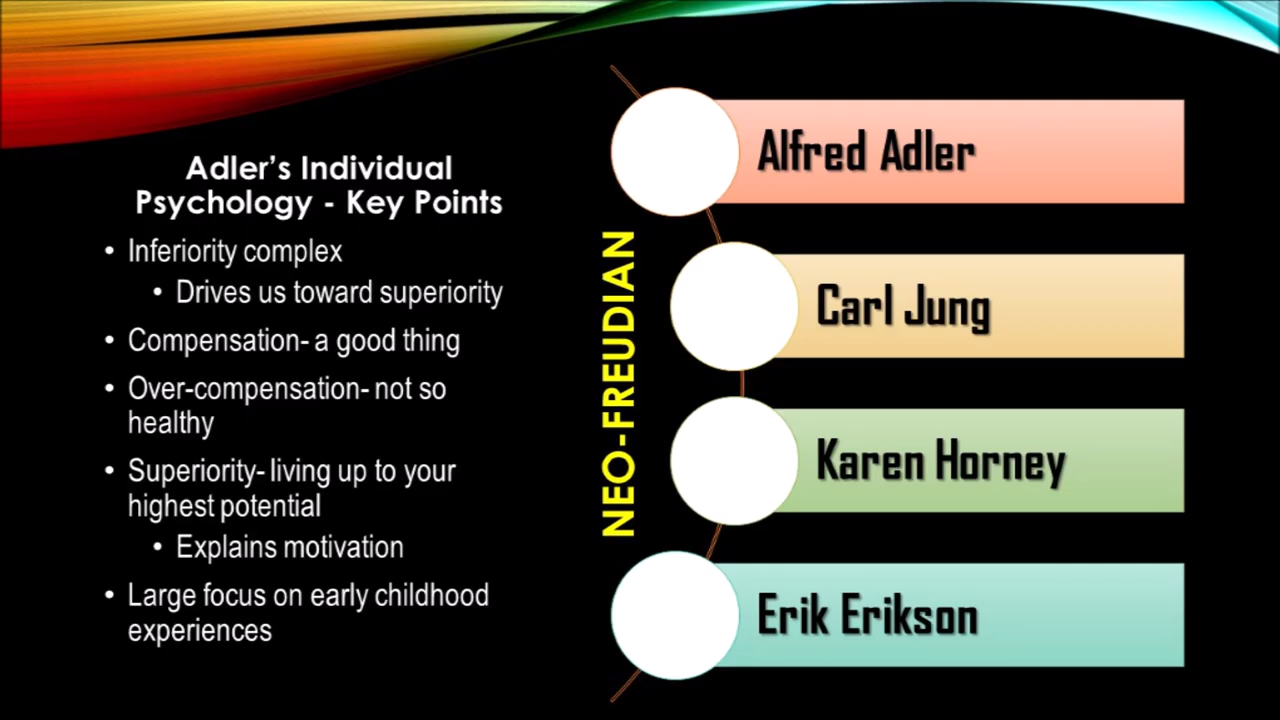 Adler's Individual
Psychology - Key Points
• Inferiority complex
• Drives us toward superiority
• Compensation- a good thing
• Over-compensation- not so
healthy
• Superiority- living up to your
highest potential
• Explains motivation
• Large focus on early childhood
experiences
NEO-FREUDIAN
Alfred Adler
Carl Jung
Karen Horney
Erik Erikson